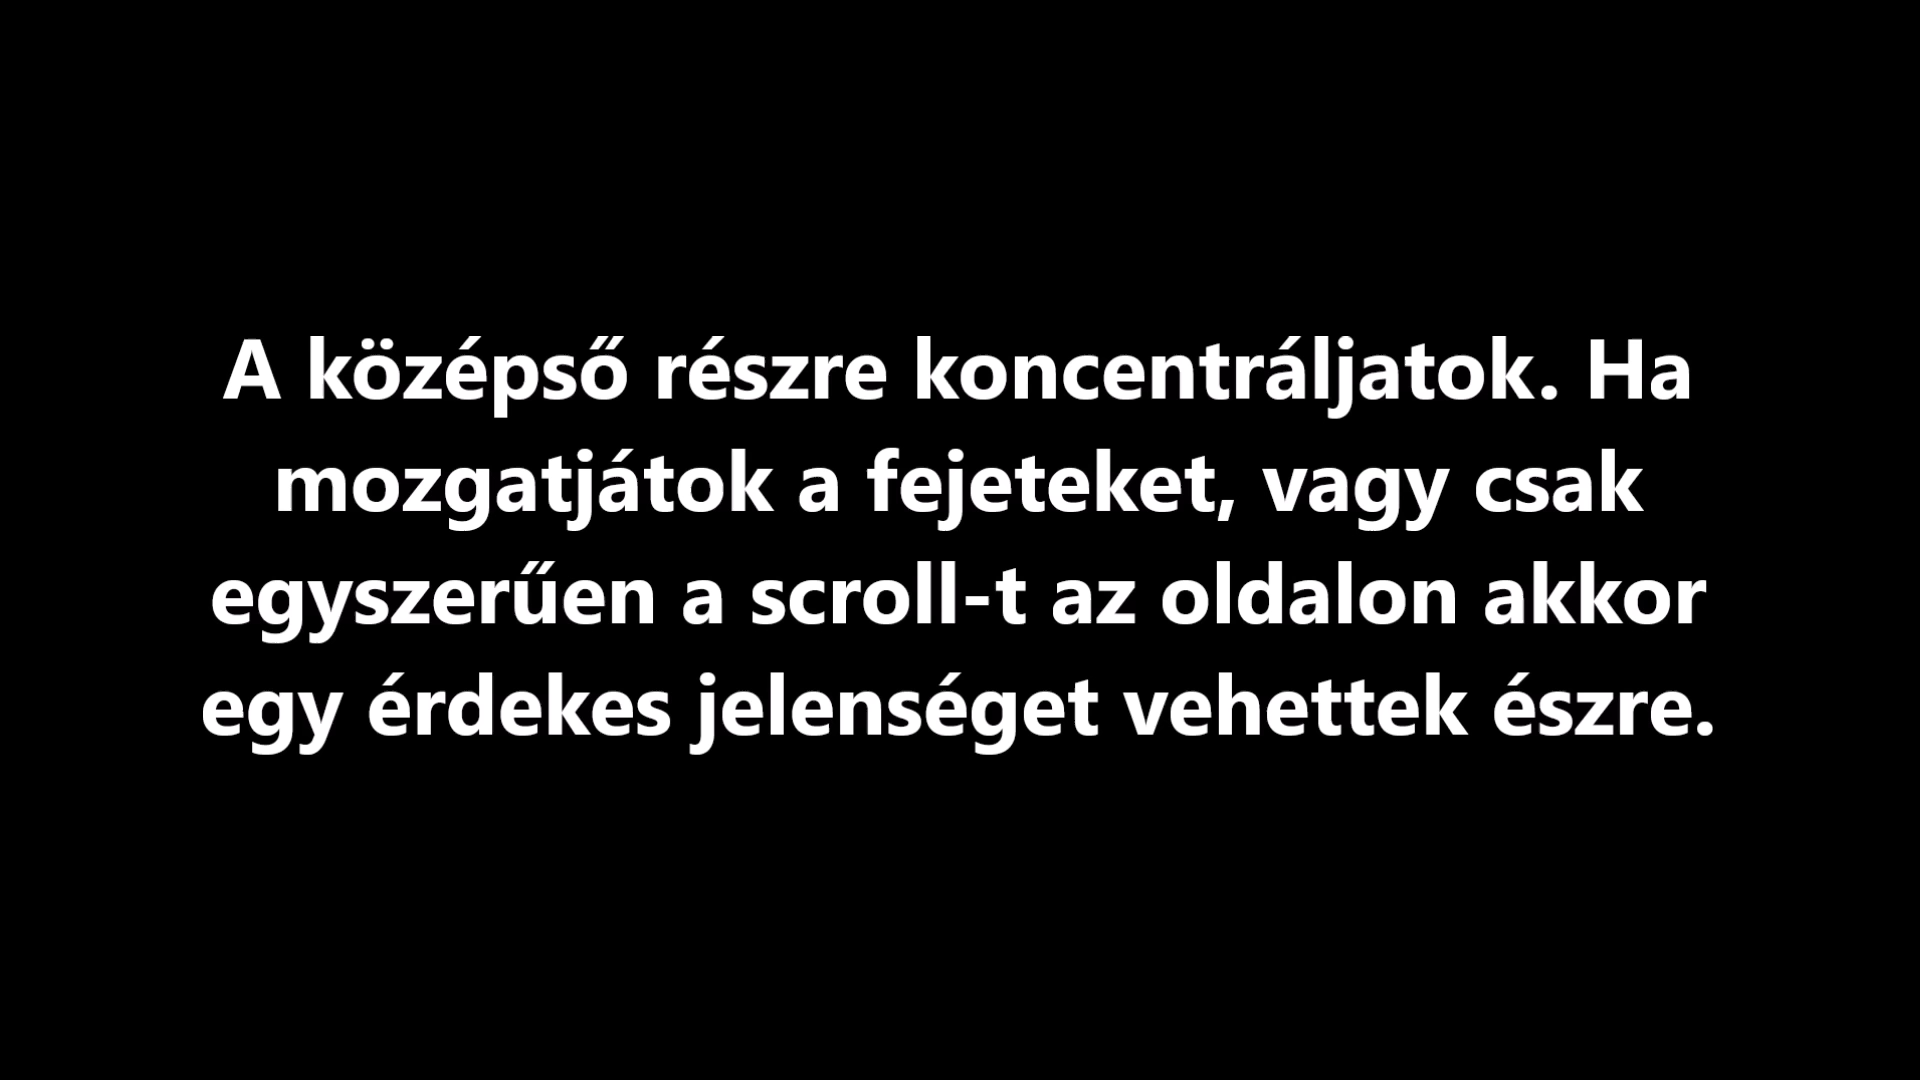 A középső részre koncentráljatok. Ha
mozgatjátok a fejeteket, vagy csak
egyszerűen a scroll-t az oldalon akkor
egy érdekes jelenséget vehettek észre.